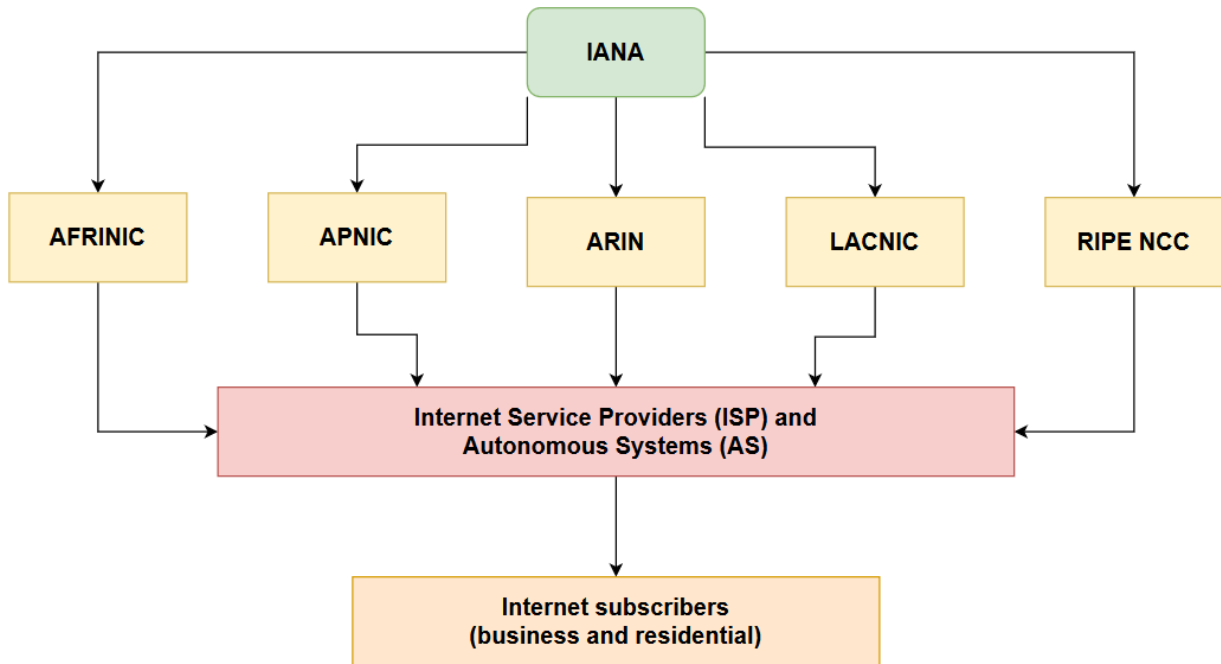 IANA
AFRINIC
APNIC
ARIN
LACNIC
RIPE NCC
Internet Service Providers (ISP) and
Autonomous Systems (AS)
Internet subscribers
(business and residential)